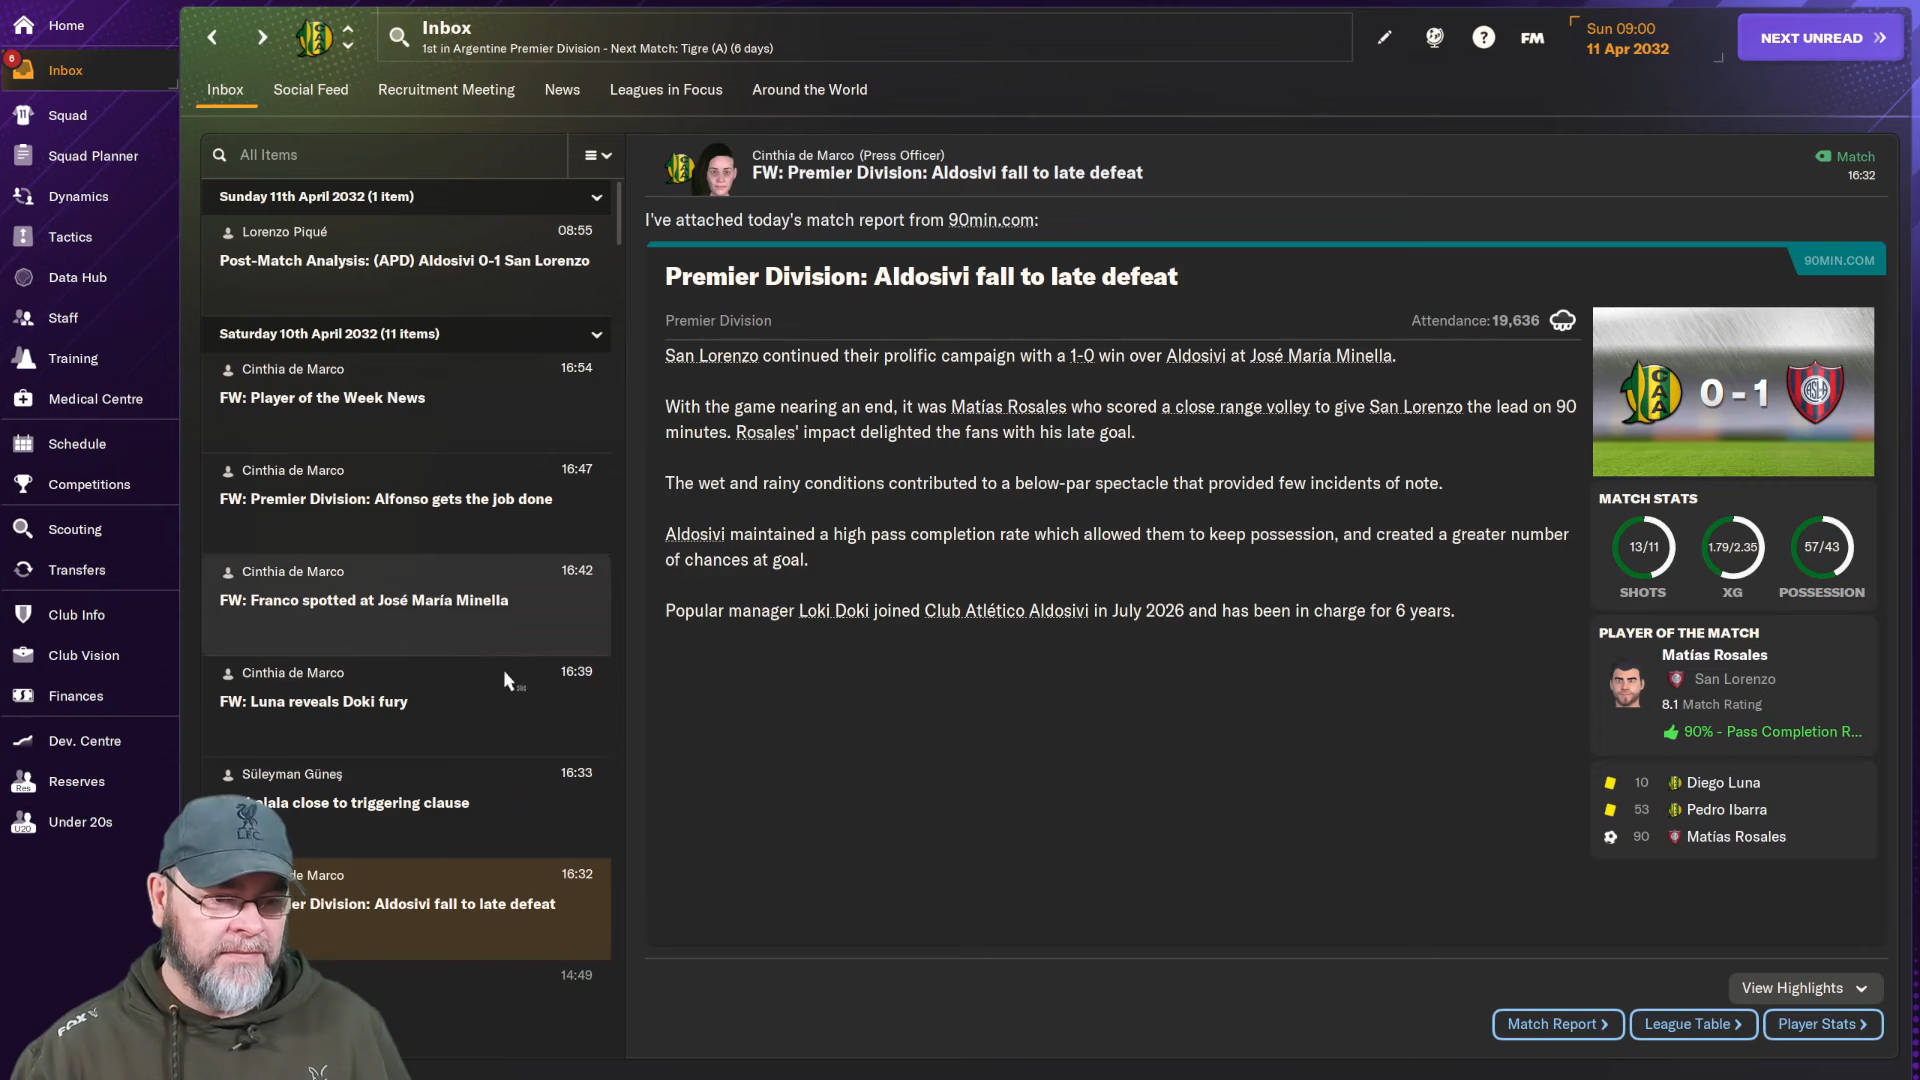 Home
6
Inbox
Squad
Squad Planner
Dynamics
Tactics
Data Hub
Staff
Training
Medical Centre
Schedule
Competitions
Scouting
Transfers
Club Info
Club Vision
Finances
Dev. Centre
Res
Reserves
U20
Under 20s
Inbox
1st in Argentine Premier Division - Next Match: Tigre (A) (6 days)
FM
Sun 09:00
11 Apr 2032
NEXT UNREAD
Inbox
Social Feed
Recruitment Meeting
News
Leagues in Focus
Around the World
All Items
Sunday 11th April 2032 (1 item)
Lorenzo Piqué 08:55
Post-Match Analysis: (APD) Aldosivi 0-1 San Lorenzo
Saturday 10th April 2032 (11 items)
Cinthia de Marco 16:54
FW: Player of the Week News
Cinthia de Marco 16:47
FW: Premier Division: Alfonso gets the job done
Cinthia de Marco 16:42
FW: Franco spotted at José María Minella
Cinthia de Marco 16:39
FW: Luna reveals Doki fury
Süleyman Güneş 16:33
close to triggering clause
de Marco 16:32
Division: Aldosivi fall to late defeat
14:49
LFC
FOX
Cinthia de Marco (Press Officer)
FW: Premier Division: Aldosivi fall to late defeat
Match
16:32
I've attached today's match report from 90min.com:
90MIN.COM
Premier Division: Aldosivi fall to late defeat
Premier Division
Attendance: 19,636
San Lorenzo continued their prolific campaign with a 1-0 win over Aldosivi at José María Minella.
With the game nearing an end, it was Matías Rosales who scored a close range volley to give San Lorenzo the lead on 90
minutes. Rosales' impact delighted the fans with his late goal.
The wet and rainy conditions contributed to a below-par spectacle that provided few incidents of note.
Aldosivi maintained a high pass completion rate which allowed them to keep possession, and created a greater number
of chances at goal.
Popular manager Loki Doki joined Club Atlético Aldosivi in July 2026 and has been in charge for 6 years.
0 - 1
MATCH STATS
13/11
1.79/2.35
57/43
SHOTS
XG
POSSESSION
PLAYER OF THE MATCH
Matías Rosales
San Lorenzo
8.1 Match Rating
90% - Pass Completion R...
10 Diego Luna
53 Pedro Ibarra
90 Matías Rosales
View Highlights
Match Report
League Table
Player Stats